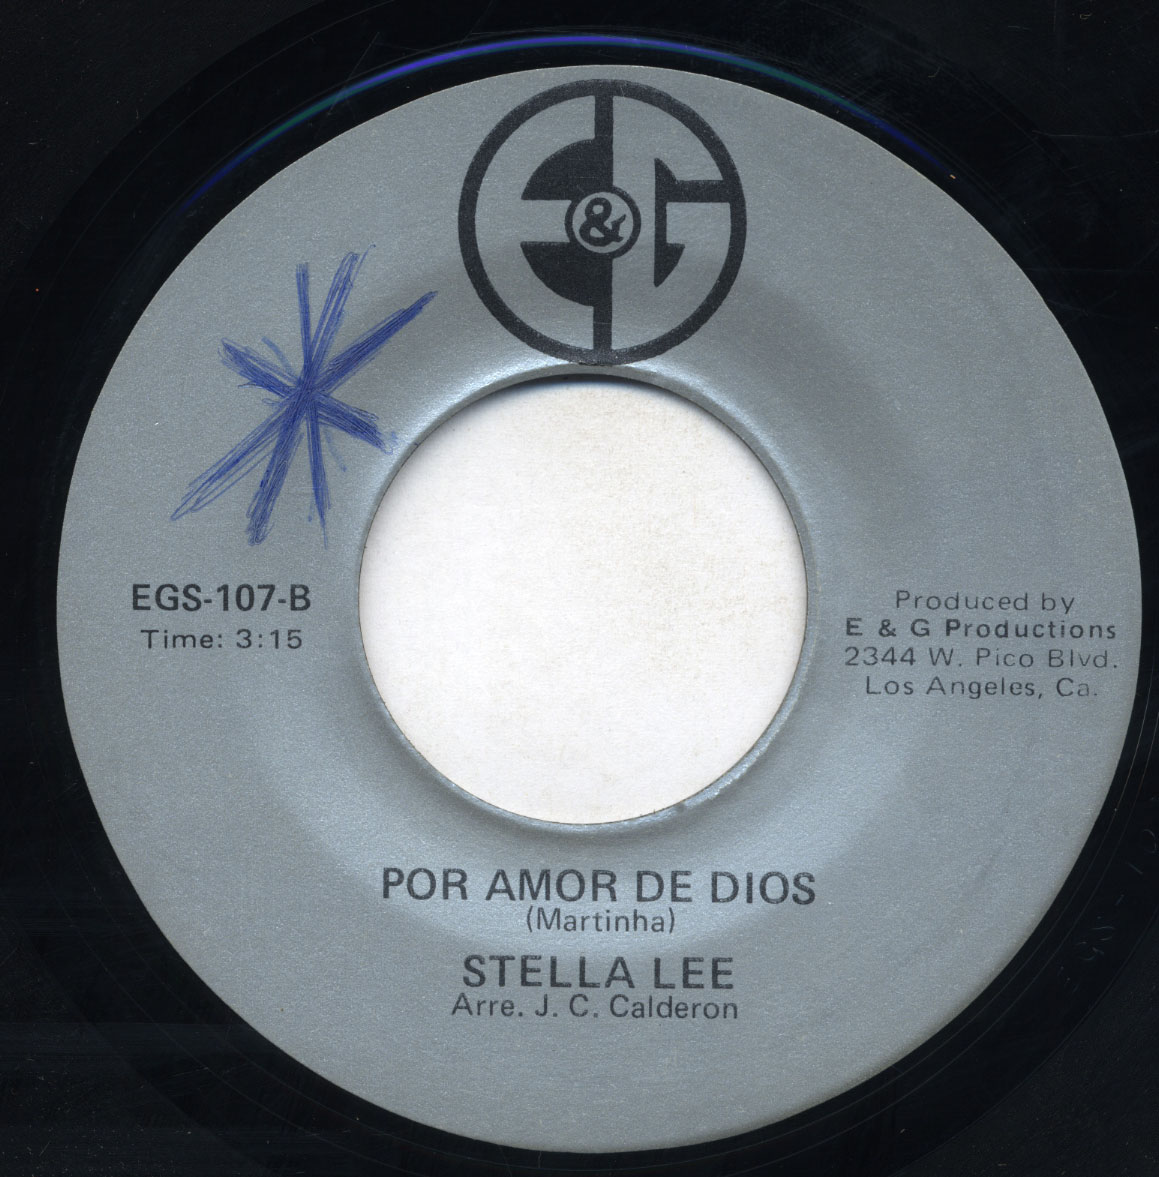 E&G
EGS-107-B
Time: 3:15
Produced by
E & G Productions
2344 W. Pico Blvd.
Los Angeles, Ca.
POR AMOR DE DIOS
(Martinha)
STELLA LEE
Arre. J. C. Calderon